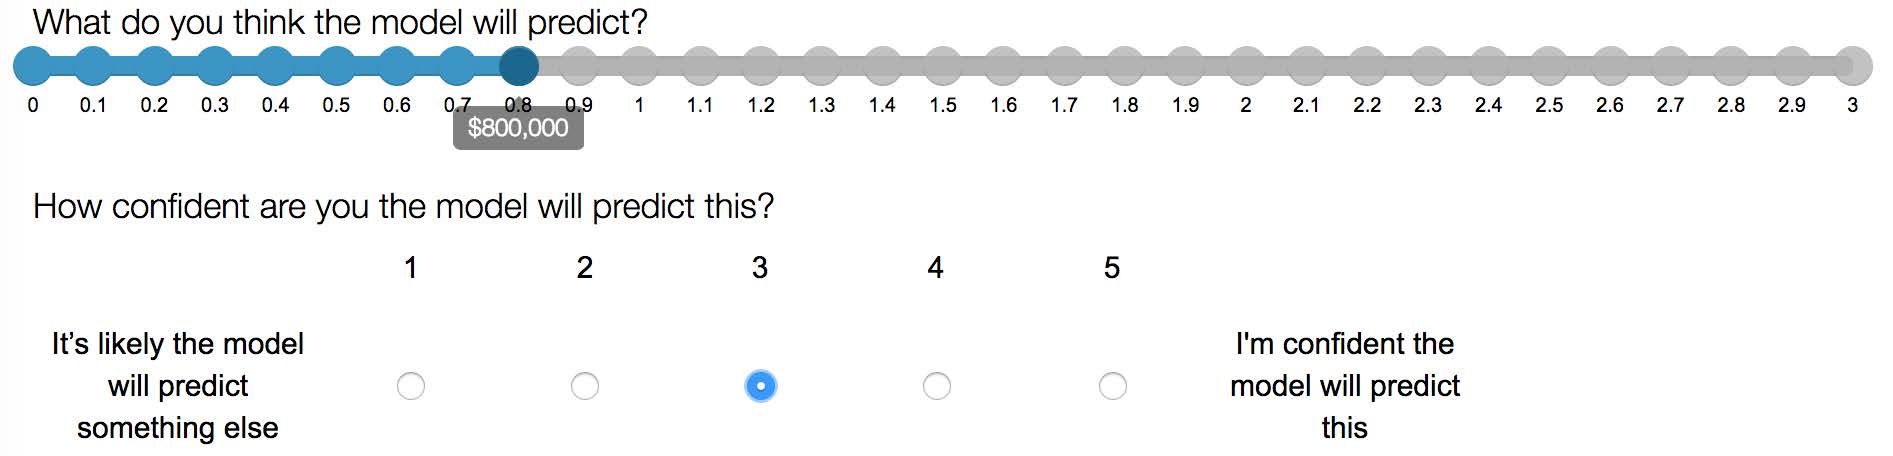 What do you think the model will predict?
0 0.1 0.2 0.3 0.4 0.5 0.6 0.7 0.8 0.9 1 1.1 1.2 1.3 1.4 1.5 1.6 1.7 1.8 1.9 2 2.1 2.2 2.3 2.4 2.5 2.6 2.7 2.8 2.9 3
$800,000
How confident are you the model will predict this?
1 2 3 4 5
It’s likely the model
will predict
something else
I'm confident the
model will predict
this